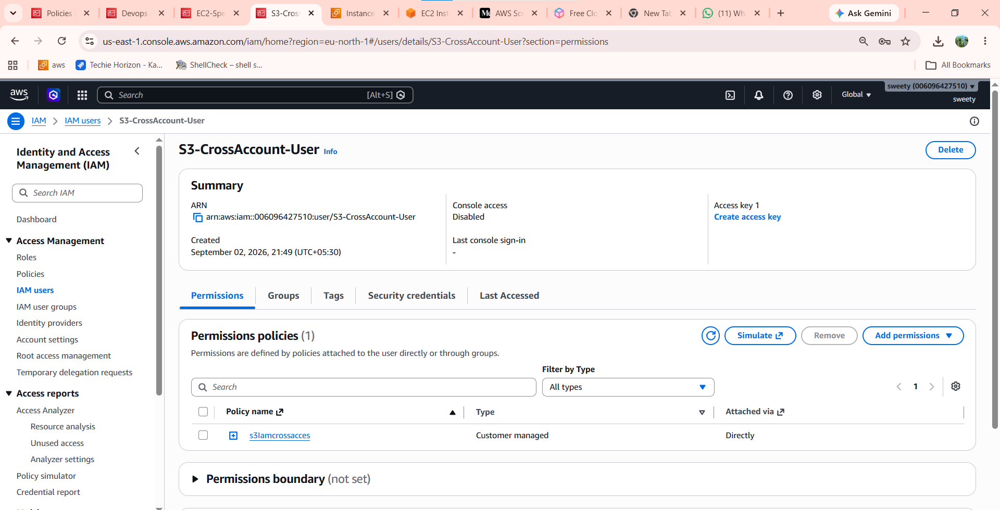 Policies
Devops
EC2-Spe
S3-Cros
Instance
EC2 Inst
AWS Sce
Free Clo
New Tab
(11) Wh
Ask Gemini
us-east-1.console.aws.amazon.com/iam/home?region=eu-north-1#/users/details/S3-CrossAccount-User?section=permissions
aws
Techie Horizon - Ka...
ShellCheck – shell s...
All Bookmarks
aws
Search
[Alt+S]
Global
sweety (006096427510)
sweety
IAM
IAM users
S3-CrossAccount-User
Identity and Access
Management (IAM)
Search IAM
Dashboard
Access Management
Roles
Policies
IAM users
IAM user groups
Identity providers
Account settings
Root access management
Temporary delegation requests
Access reports
Access Analyzer
Resource analysis
Unused access
Analyzer settings
Policy simulator
Credential report
S3-CrossAccount-User Info
Delete
Summary
ARN
arn:aws:iam::006096427510:user/S3-CrossAccount-User
Created
September 02, 2026, 21:49 (UTC+05:30)
Console access
Disabled
Last console sign-in
-
Access key 1
Create access key
Permissions
Groups
Tags
Security credentials
Last Accessed
Permissions policies (1)
Simulate
Remove
Add permissions
Permissions are defined by policies attached to the user directly or through groups.
Filter by Type
Search
All types
1
Policy name
Type
Attached via
s3Iamcrossacces
Customer managed
Directly
Permissions boundary (not set)